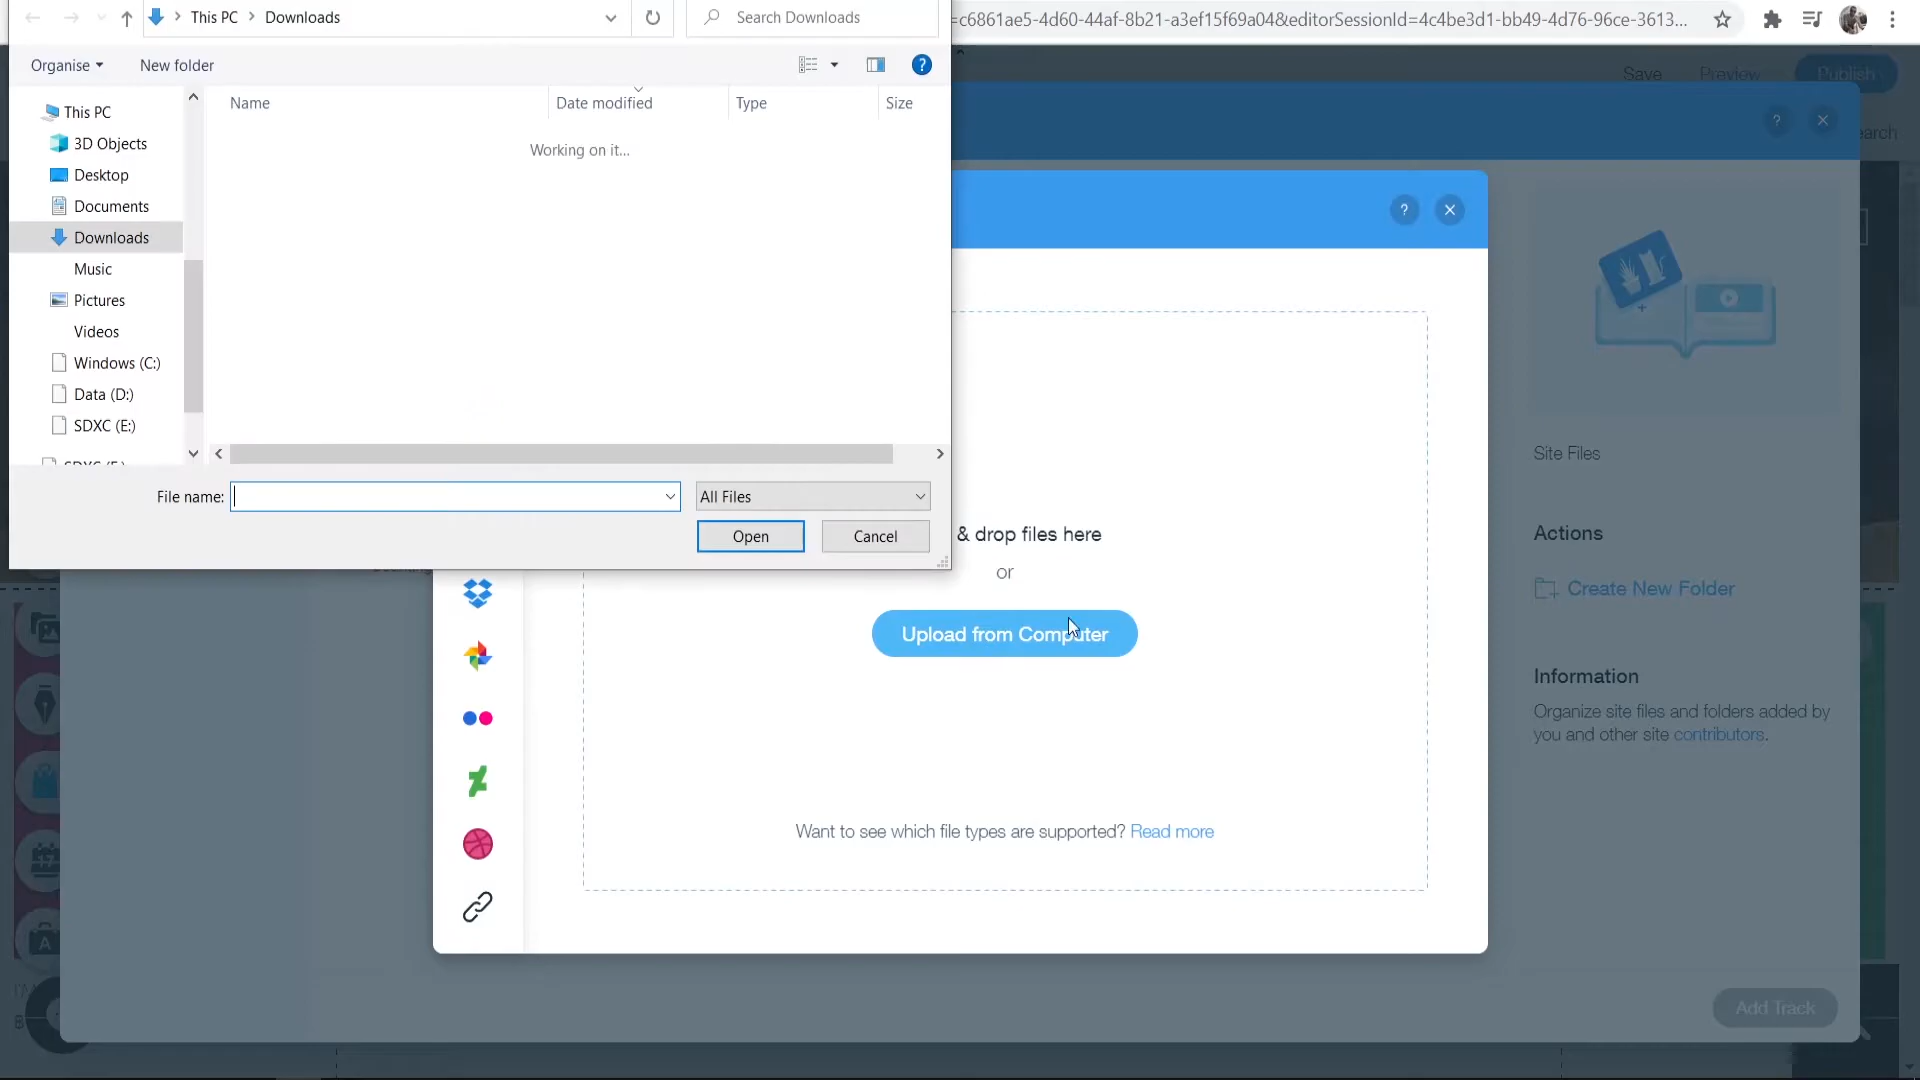 This PC
Downloads
Search Downloads
=c6861ae5-4d60-44af-8b21-a3ef15f69a04&editorSessionId=4c4be3d1-bb49-4d76-96ce-3613...
Organise
New folder
?
Save
Preview
Publish
Name
Date modified
Type
Size
?
earch
This PC
Working on it...
3D Objects
Desktop
Documents
?
Downloads
Music
Pictures
Videos
Windows (C:)
Data (D:)
SDXC (E:)
Site Files
File name:
All Files
Open
Cancel
& drop files here
Actions
or
Create New Folder
Upload from Computer
Information
Organize site files and folders added by
you and other site contributors.
Want to see which file types are supported? Read more
A
Add Track